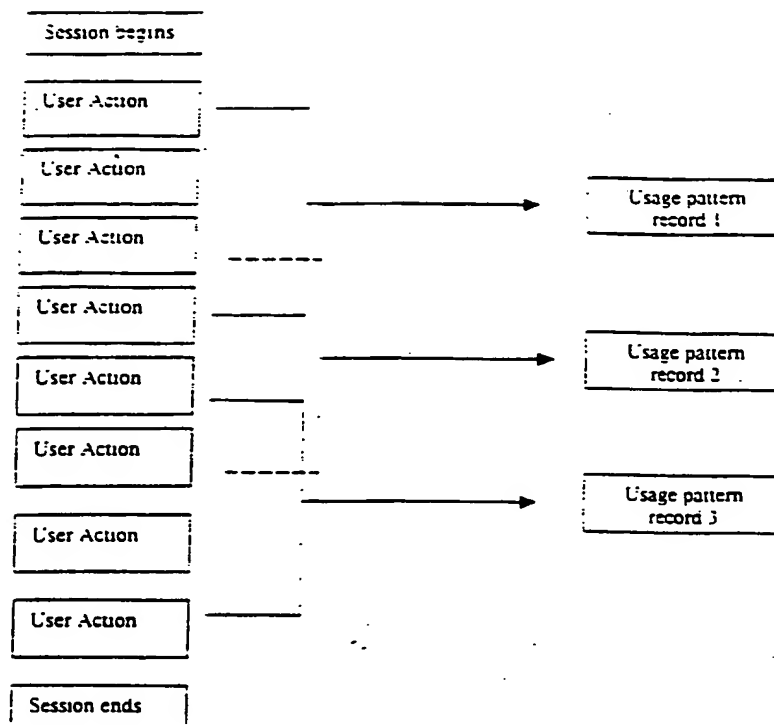 Session begins
User Action
User Action
Usage pattern
record 1
User Action
User Action
Usage pattern
record 2
User Action
User Action
Usage pattern
record 3
User Action
User Action
Session ends